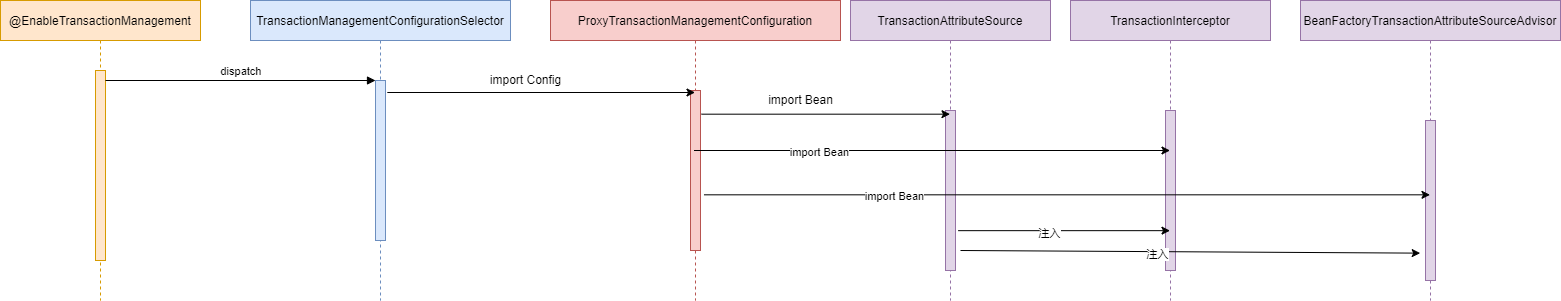 @EnableTransactionManagement
TransactionManagementConfigurationSelector
ProxyTransactionManagementConfiguration
TransactionAttributeSource
TransactionInterceptor
BeanFactoryTransactionAttributeSourceAdvisor
dispatch
import Config
import Bean
import Bean
import Bean
注入
注入